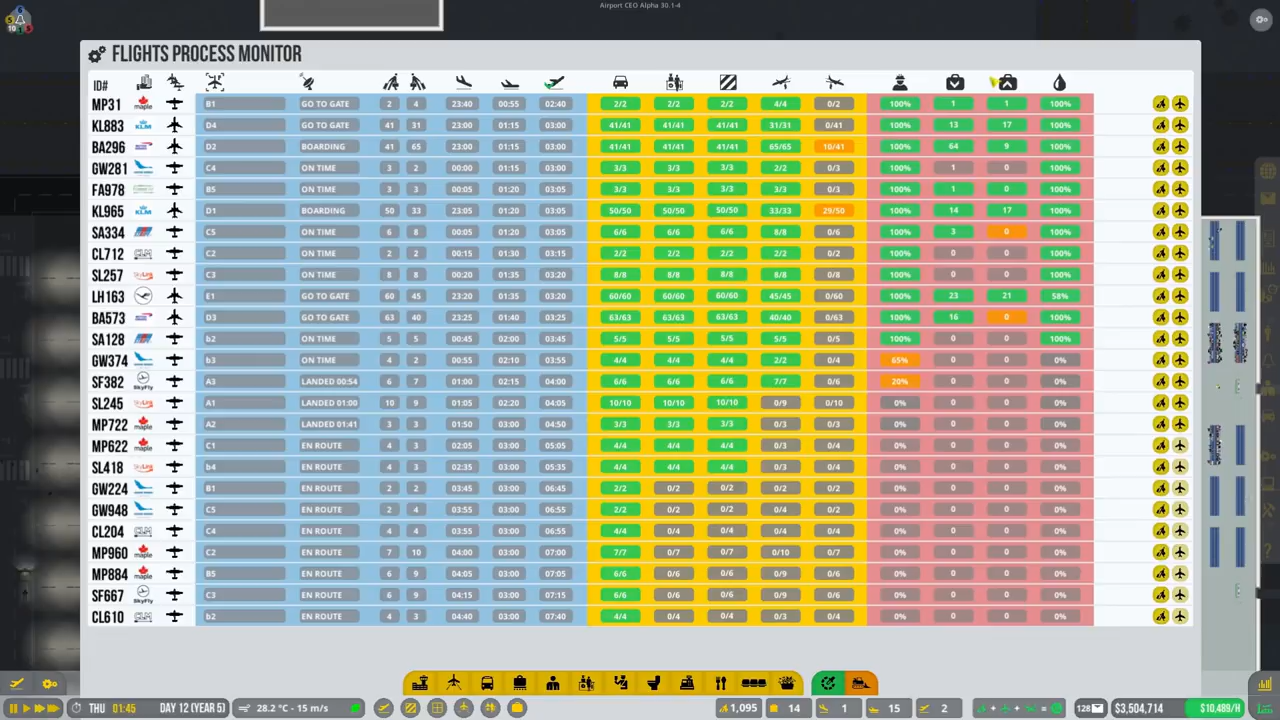 Airport CEO Alpha 30.1-4
FLIGHTS PROCESS MONITOR
ID#
MP31 maple B1 GO TO GATE 2 4 23:40 00:55 02:40 2/2 2/2 2/2 4/4 0/2 100% 1 1 100%
KL883 KLM D4 GO TO GATE 41 31 23:00 01:15 03:00 41/41 41/41 41/41 31/31 0/41 100% 13 17 100%
BA296 D2 BOARDING 41 65 23:00 01:15 03:00 41/41 41/41 41/41 65/65 10/41 100% 64 9 100%
GW281 C4 ON TIME 3 2 00:00 01:15 03:00 3/3 3/3 3/3 2/2 0/3 100% 1 0 100%
FA978 B5 ON TIME 3 3 00:05 01:20 03:05 3/3 3/3 3/3 3/3 0/3 100% 1 0 100%
KL965 KLM D1 BOARDING 50 33 23:05 01:20 03:05 50/50 50/50 50/50 33/33 29/50 100% 14 17 100%
SA334 C5 ON TIME 6 8 00:05 01:20 03:05 6/6 6/6 6/6 8/8 0/6 100% 3 0 100%
CL712 CLM C2 ON TIME 2 2 00:15 01:30 03:15 2/2 2/2 2/2 2/2 0/2 100% 0 0 100%
SL257 SkyLink C3 ON TIME 8 8 00:20 01:35 03:20 8/8 8/8 8/8 8/8 0/8 100% 0 0 100%
LH163 E1 GO TO GATE 60 45 23:20 01:35 03:20 60/60 60/60 60/60 45/45 0/60 100% 23 21 58%
BA573 D3 GO TO GATE 63 40 23:25 01:40 03:25 63/63 63/63 63/63 40/40 0/63 100% 16 0 100%
SA128 b2 ON TIME 5 5 00:45 02:00 03:45 5/5 5/5 5/5 5/5 0/5 100% 0 0 100%
GW374 b3 ON TIME 4 2 00:55 02:10 03:55 4/4 4/4 4/4 2/2 0/4 65% 0 0 0%
SF382 SkyFly A3 LANDED 00:54 6 7 01:00 02:15 04:00 6/6 6/6 6/6 7/7 0/6 20% 0 0 0%
SL245 SkyLink A1 LANDED 01:00 10 9 01:05 02:20 04:05 10/10 10/10 10/10 0/9 0/10 0% 0 0 0%
MP722 maple A2 LANDED 01:41 3 3 01:50 03:00 04:50 3/3 3/3 3/3 0/3 0/3 0% 0 0 0%
MP622 maple C1 EN ROUTE 4 3 02:05 03:00 05:05 4/4 4/4 4/4 0/3 0/4 0% 0 0 0%
SL418 SkyLink b4 EN ROUTE 4 3 02:35 03:00 05:35 4/4 4/4 4/4 0/3 0/4 0% 0 0 0%
GW224 B1 EN ROUTE 2 2 03:45 03:00 06:45 2/2 0/2 0/2 0/2 0/2 0% 0 0 0%
GW948 C5 EN ROUTE 2 4 03:55 03:00 06:55 2/2 0/2 0/2 0/4 0/2 0% 0 0 0%
CL204 CLM C4 EN ROUTE 4 4 03:55 03:00 06:55 4/4 0/4 0/4 0/4 0/4 0% 0 0 0%
MP960 maple C2 EN ROUTE 7 10 04:00 03:00 07:00 7/7 0/7 0/7 0/10 0/7 0% 0 0 0%
MP884 maple B5 EN ROUTE 6 9 04:05 03:00 07:05 6/6 0/6 0/6 0/9 0/6 0% 0 0 0%
SF667 SkyFly C3 EN ROUTE 6 9 04:15 03:00 07:15 6/6 0/6 0/6 0/9 0/6 0% 0 0 0%
CL610 CLM b2 EN ROUTE 4 3 04:40 03:00 07:40 4/4 0/4 0/4 0/3 0/4 0% 0 0 0%
THU 01:45 DAY 12 (YEAR 5) 28.2°C - 15 m/s 1,095 14 1 15 2 128 $3,504,714 $10,489/H